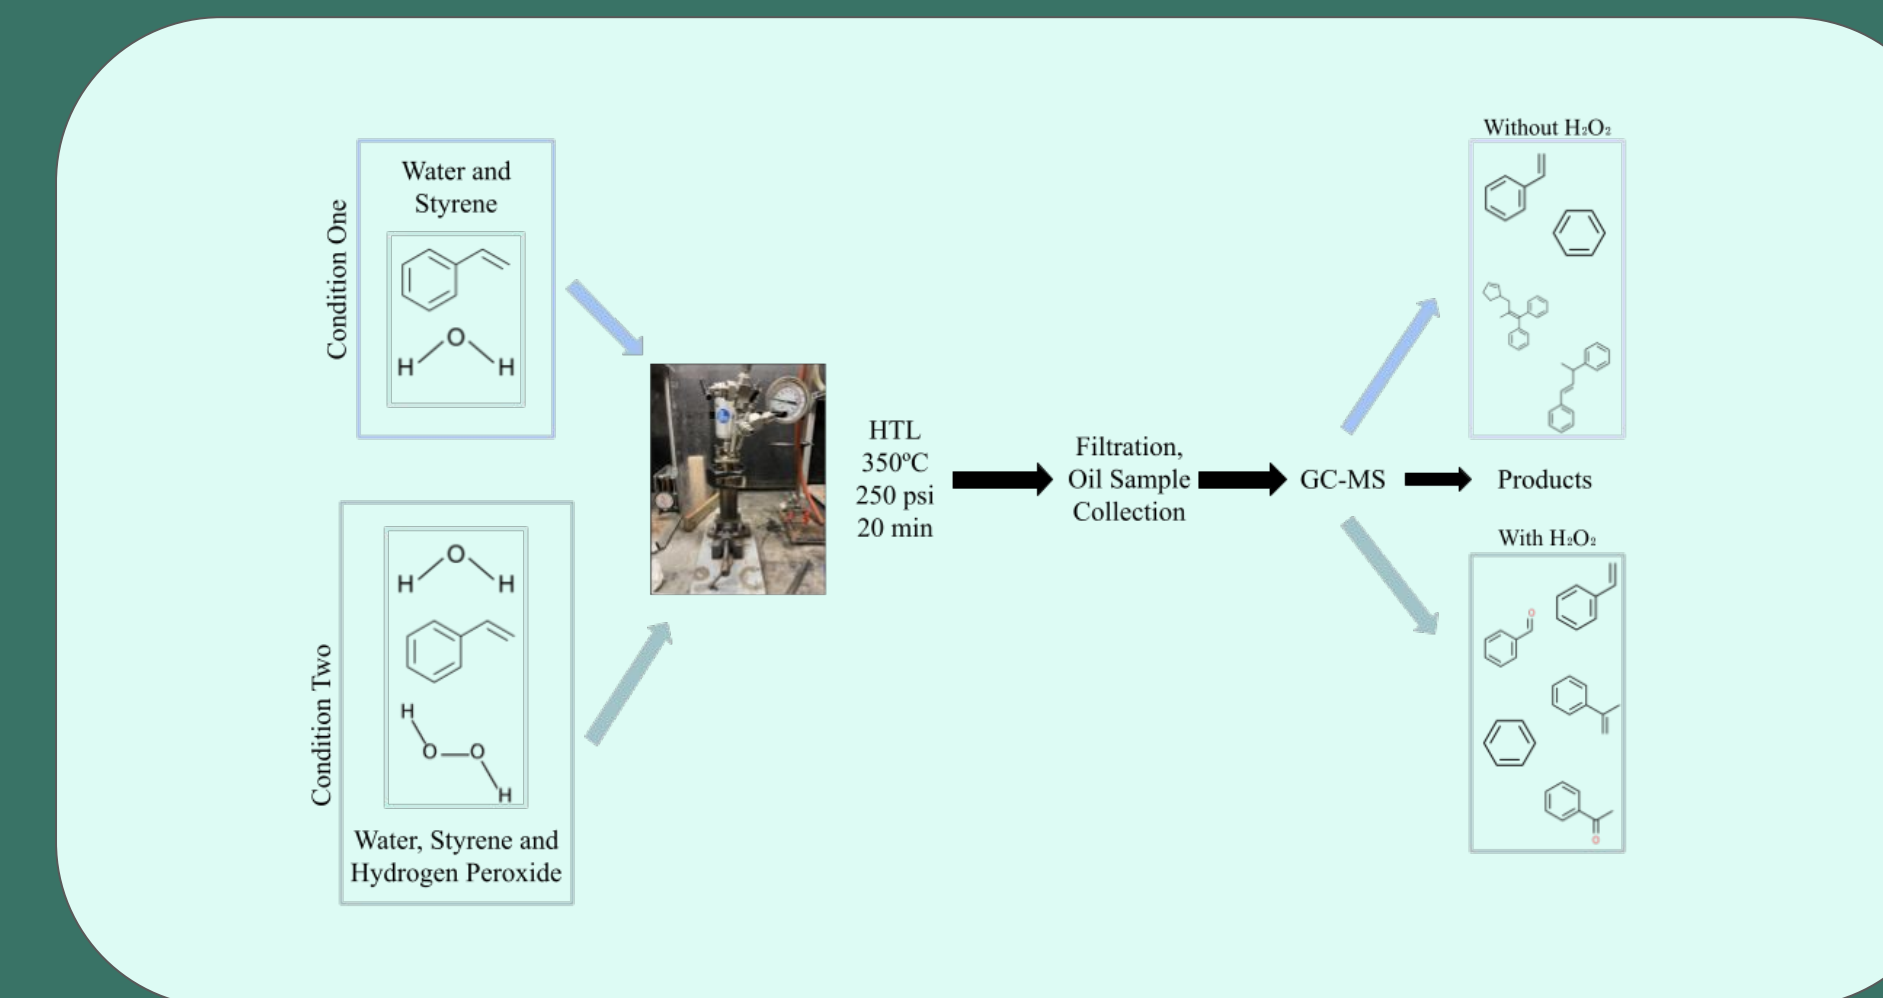 Condition One
Water and
Styrene
O
H H
Condition Two
O
H H
H
O O
H
Water, Styrene and
Hydrogen Peroxide
HTL
350ºC
250 psi
20 min
Filtration,
Oil Sample
Collection
GC-MS
Products
Without H₂O₂
With H₂O₂
O
O